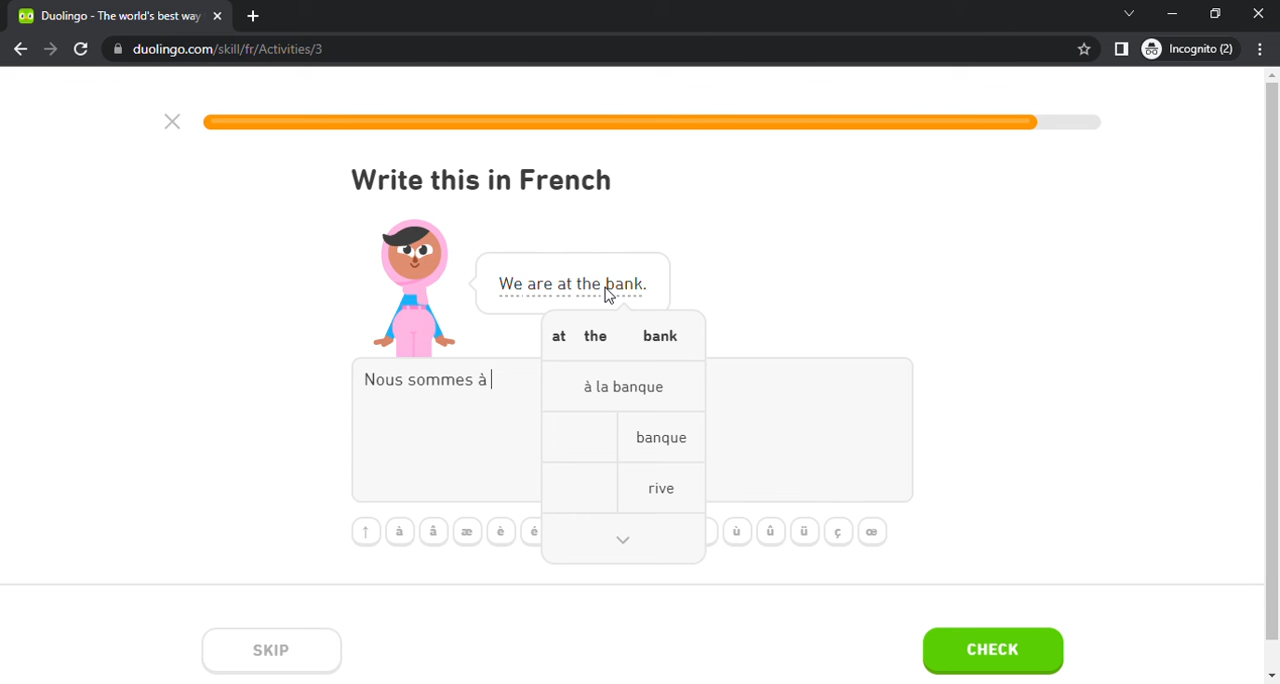 Duolingo - The world's best way
duolingo.com/skill/fr/Activities/3
Incognito (2)
Write this in French
We are at the bank.
at the bank
à la banque
banque
rive
Nous sommes à
↑ à â æ è é ù û ü ç œ
SKIP
CHECK